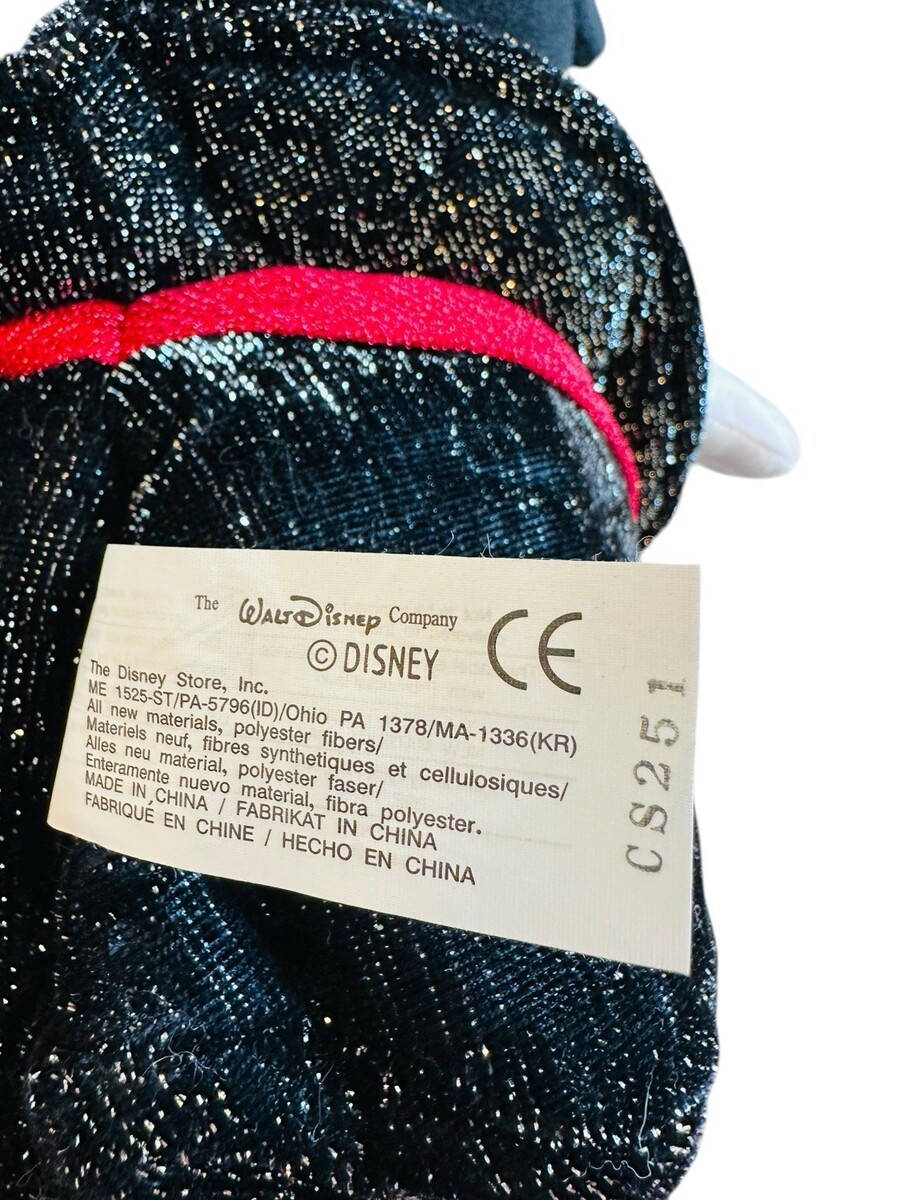 The WALT DISNEY Company
© DISNEY
CE
The Disney Store, Inc.
ME 1525-ST/PA-5796(ID)/Ohio PA 1378/MA-1336(KR)
All new materials, polyester fibers/
Materiels neuf, fibres synthetiques et cellulosiques/
Alles neu material, polyester faser/
Enteramente nuevo material, fibra polyester.
MADE IN CHINA / FABRIKAT IN CHINA
FABRIQUÉ EN CHINE / HECHO EN CHINA
CS251